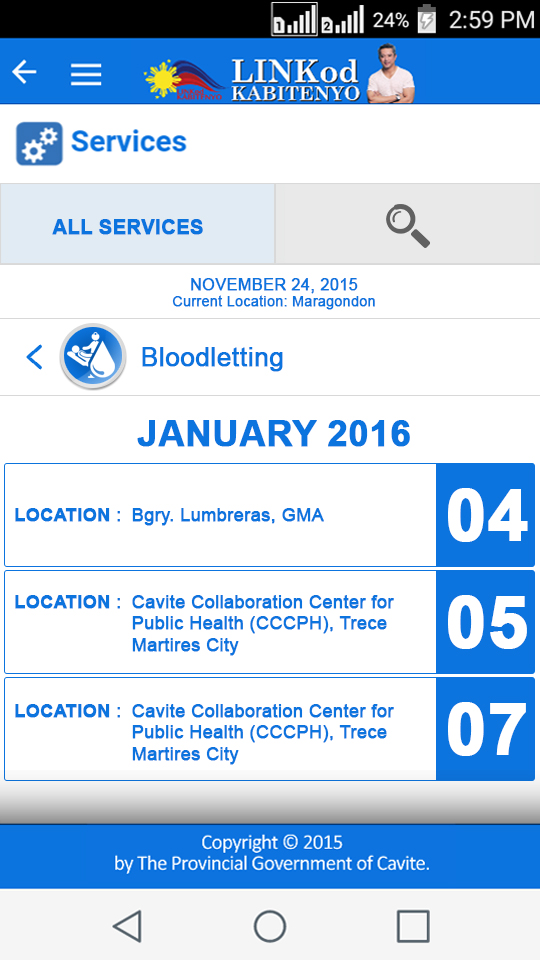 1 2 24% 2:59 PM
LINKod
KABITENYO
Services
ALL SERVICES
NOVEMBER 24, 2015
Current Location: Maragondon
Bloodletting
JANUARY 2016
LOCATION : Bgry. Lumbreras, GMA
04
LOCATION : Cavite Collaboration Center for
Public Health (CCCPH), Trece
Martires City
05
LOCATION : Cavite Collaboration Center for
Public Health (CCCPH), Trece
Martires City
07
Copyright © 2015
by The Provincial Government of Cavite.